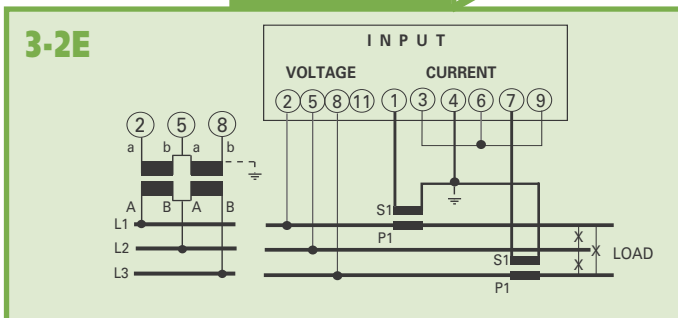 3-2E
INPUT
VOLTAGE CURRENT
2 5 8 11 1 3 4 6 7 9
2 5 8
a b a b
A B A B
S1
L1
P1
L2
S1
X
X
X
LOAD
L3
P1